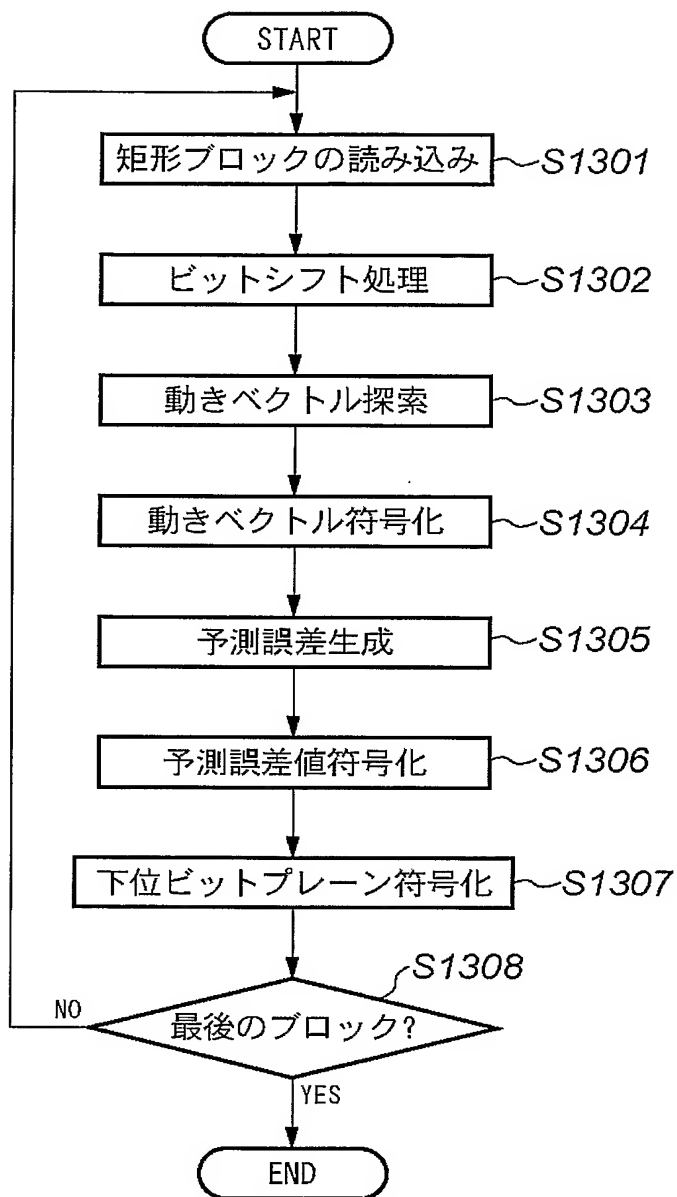 START
矩形ブロックの読み込み S1301
ビットシフト処理 S1302
動きベクトル探索 S1303
動きベクトル符号化 S1304
予測誤差生成 S1305
予測誤差値符号化 S1306
下位ビットプレーン符号化 S1307
S1308
NO
最後のブロック?
YES
END